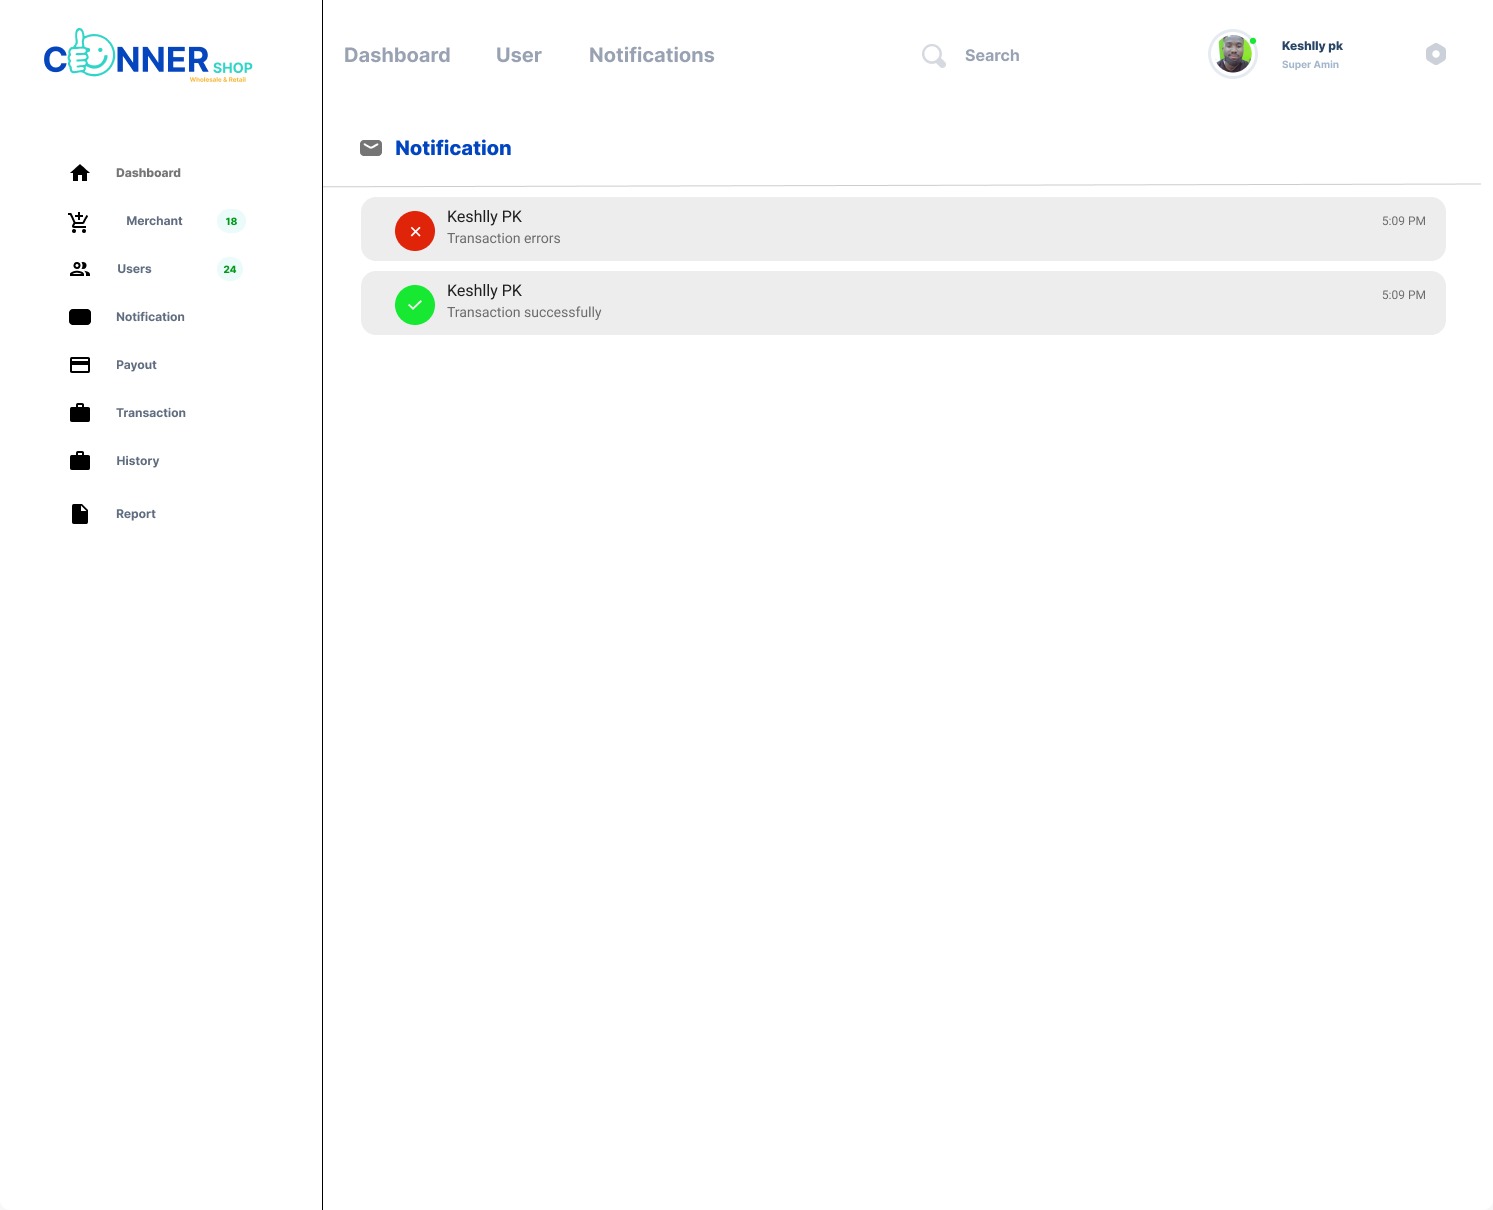 CONNER SHOP
Wholesale & Retail
Dashboard
User
Notifications
Search
Keshlly pk
Super Amin
Dashboard
Merchant
18
Users
24
Notification
Payout
Transaction
History
Report
Notification
Keshlly PK
5:09 PM
Transaction errors
Keshlly PK
5:09 PM
Transaction successfully